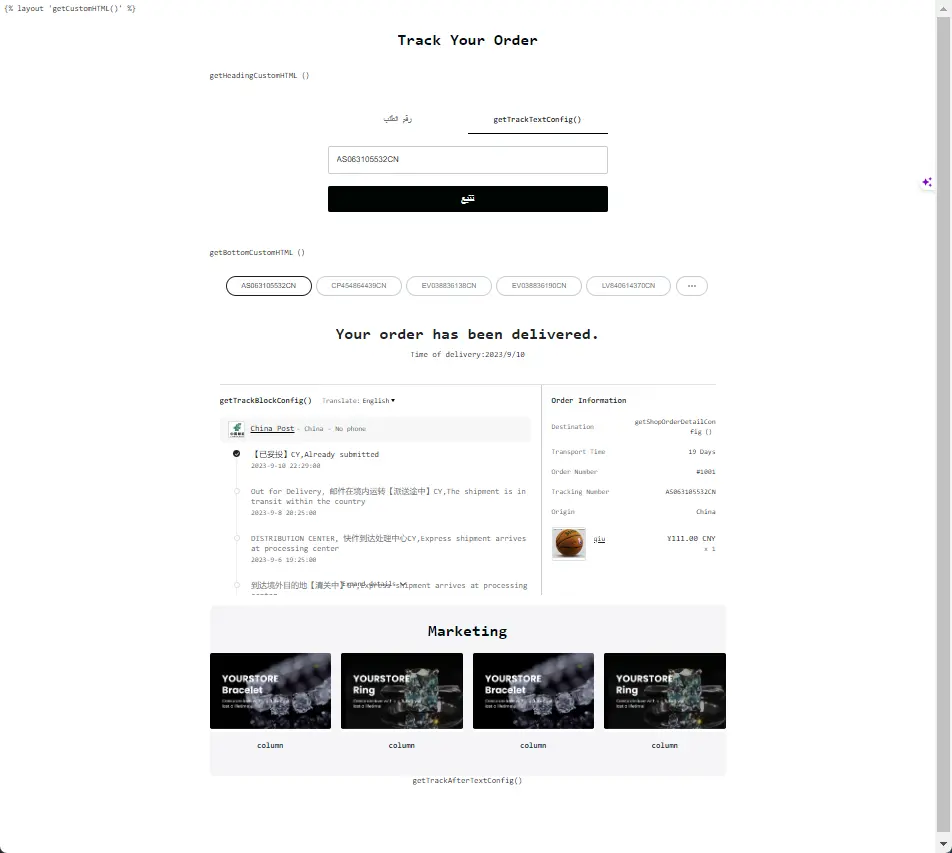 {% layout 'getCustomHTML()' %}
Track Your Order
getHeadingCustomHTML ()
رقم الطلب
getTrackTextConfig()
AS063105532CN
تتبع
getBottomCustomHTML ()
AS063105532CN
CP454864439CN
EV038836138CN
EV038836190CN
LV840614370CN
···
Your order has been delivered.
Time of delivery:2023/9/10
getTrackBlockConfig()
Translate: English
China Post - China - No phone
【已妥投】CY,Already submitted
2023-9-10 22:29:00
Out for Delivery, 邮件在境内运转【派送途中】CY,The shipment is in
transit within the country
2023-9-8 20:25:00
DISTRIBUTION CENTER, 快件到达处理中心CY,Express shipment arrives
at processing center
2023-9-6 19:25:00
到达境外目的地【清关中】CY,Express shipment arrives at processing
center
Expand details
Order Information
Destination
getShopOrderDetailCon
fig ()
Transport Time
19 Days
Order Number
#1001
Tracking Number
AS063105532CN
Origin
China
qiu
¥111.00 CNY
x 1
Marketing
YOURSTORE
Bracelet
YOURSTORE
Ring
YOURSTORE
Bracelet
YOURSTORE
Ring
column
column
column
column
getTrackAfterTextConfig()